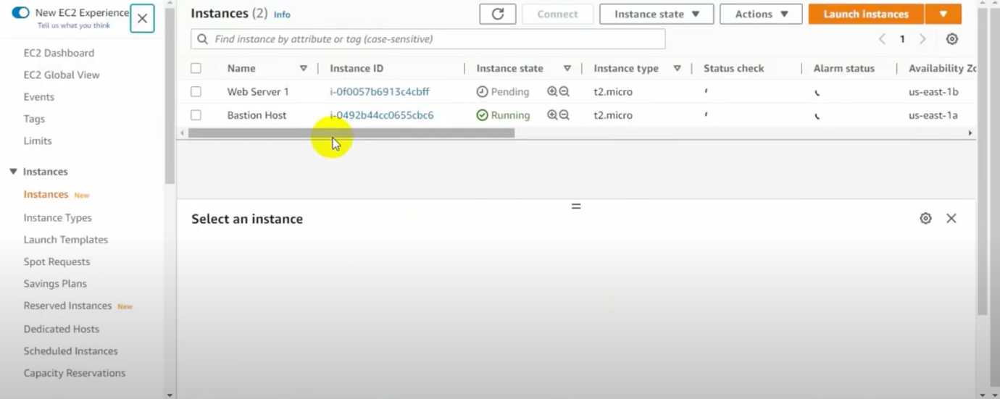 New EC2 Experience
Tell us what you think
EC2 Dashboard
EC2 Global View
Events
Tags
Limits
Instances
Instances New
Instance Types
Launch Templates
Spot Requests
Savings Plans
Reserved Instances New
Dedicated Hosts
Scheduled Instances
Capacity Reservations
Instances (2) Info
Connect
Instance state
Actions
Launch instances
Find instance by attribute or tag (case-sensitive)
1
Name Instance ID Instance state Instance type Status check Alarm status Availability Zo
Web Server 1 i-0f0057b6913c4cbff Pending t2.micro us-east-1b
Bastion Host i-0492b44cc0655cbc6 Running t2.micro us-east-1a
Select an instance